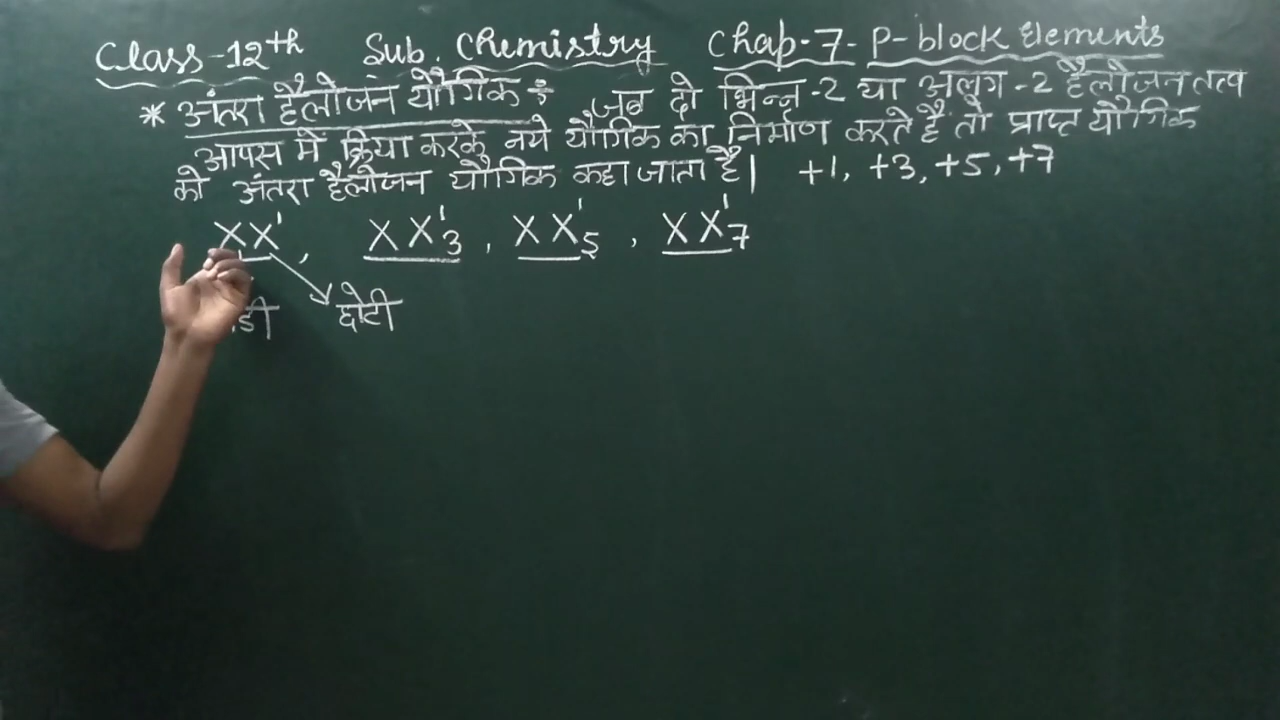 Class-12th Sub. Chemistry Chap.7- P-block Elements
* अंतरा हैलोजन यौगिक ÷ जब दो भिन्न-2 या अलग-2 हैलोजन तत्व
आपस में क्रिया करके नये यौगिक का निर्माण करते हैं तो प्राप्त यौगिक
को अंतरा हैलोजन यौगिक कहा जाता है| +1, +3, +5, +7
XX', XX'3, XX'5, XX'7
छोटी